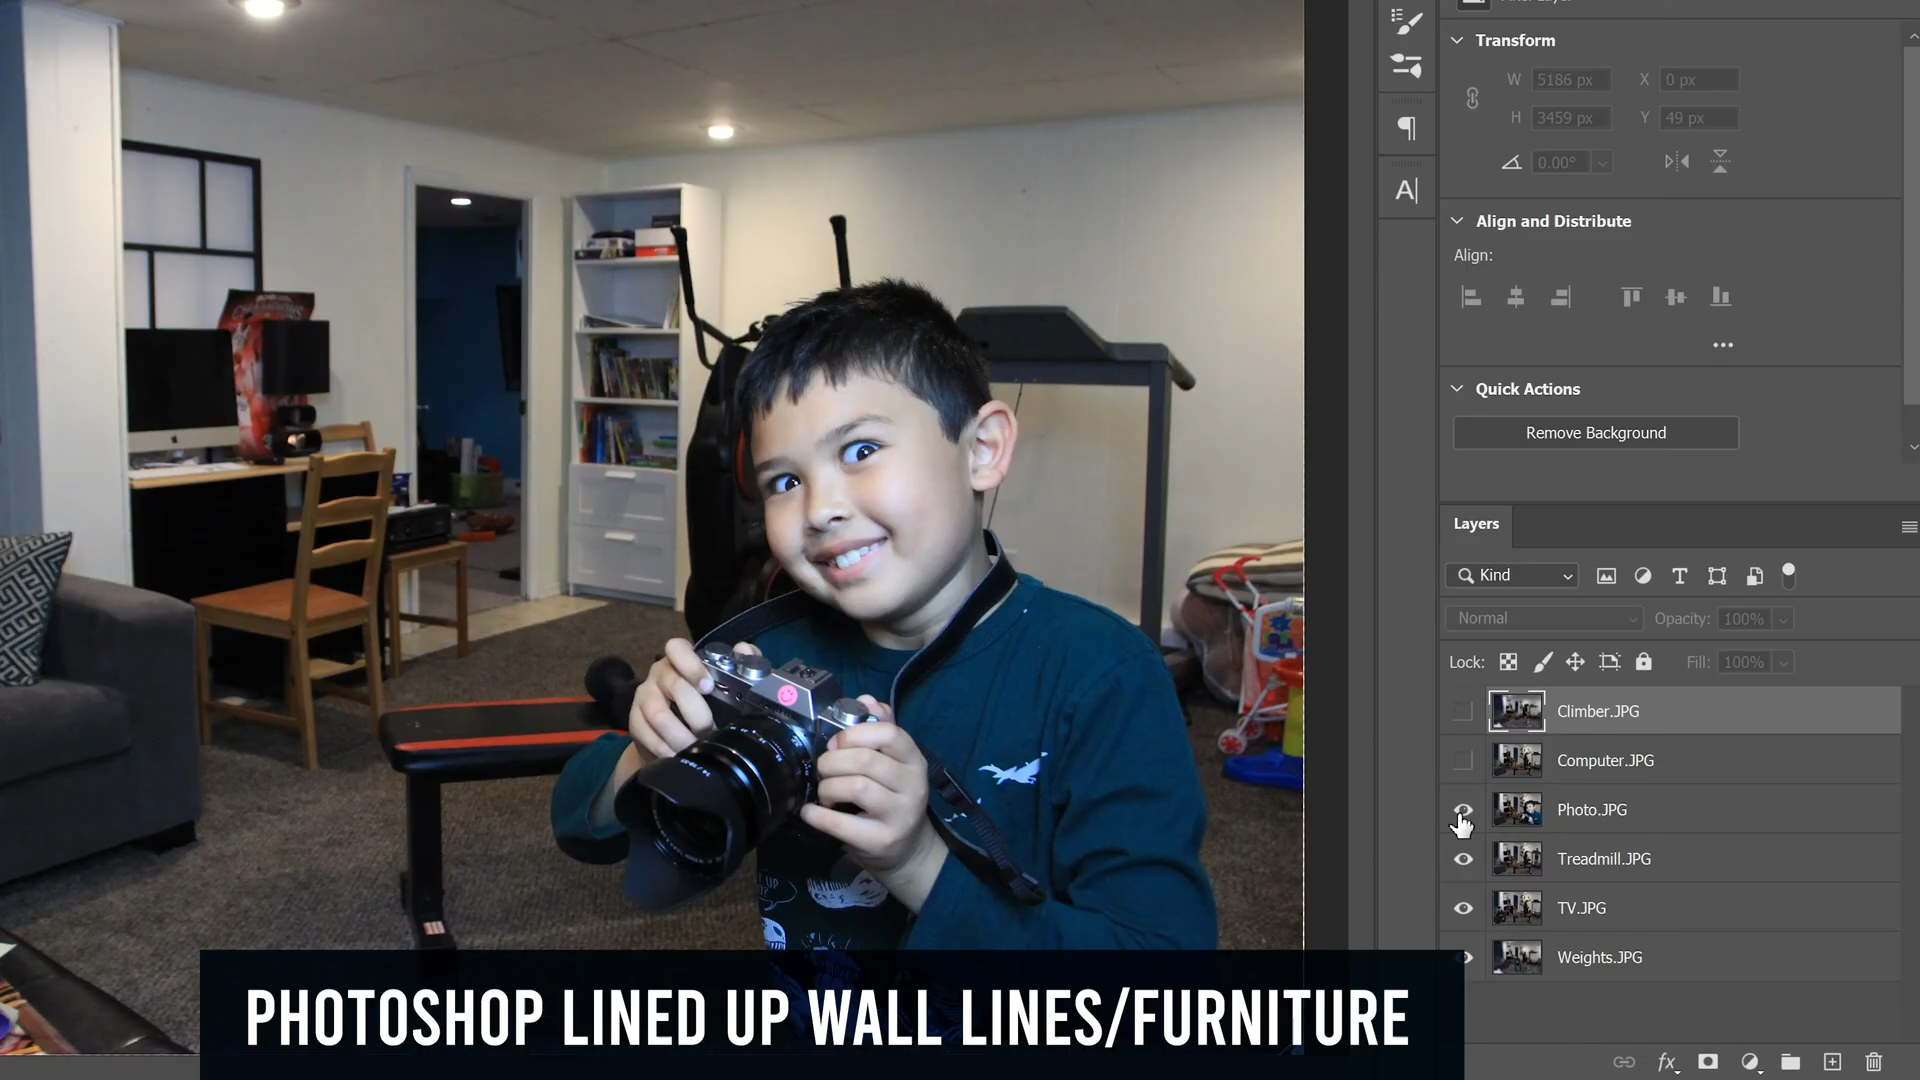 Transform
W 5186 px X 0 px
H 3459 px Y 49 px
0.00°
Align and Distribute
Align:
Quick Actions
Remove Background
Layers
Kind
Normal Opacity: 100%
Lock: Fill: 100%
Climber.JPG
Computer.JPG
Photo.JPG
Treadmill.JPG
TV.JPG
Weights.JPG
fx
PHOTOSHOP LINED UP WALL LINES/FURNITURE